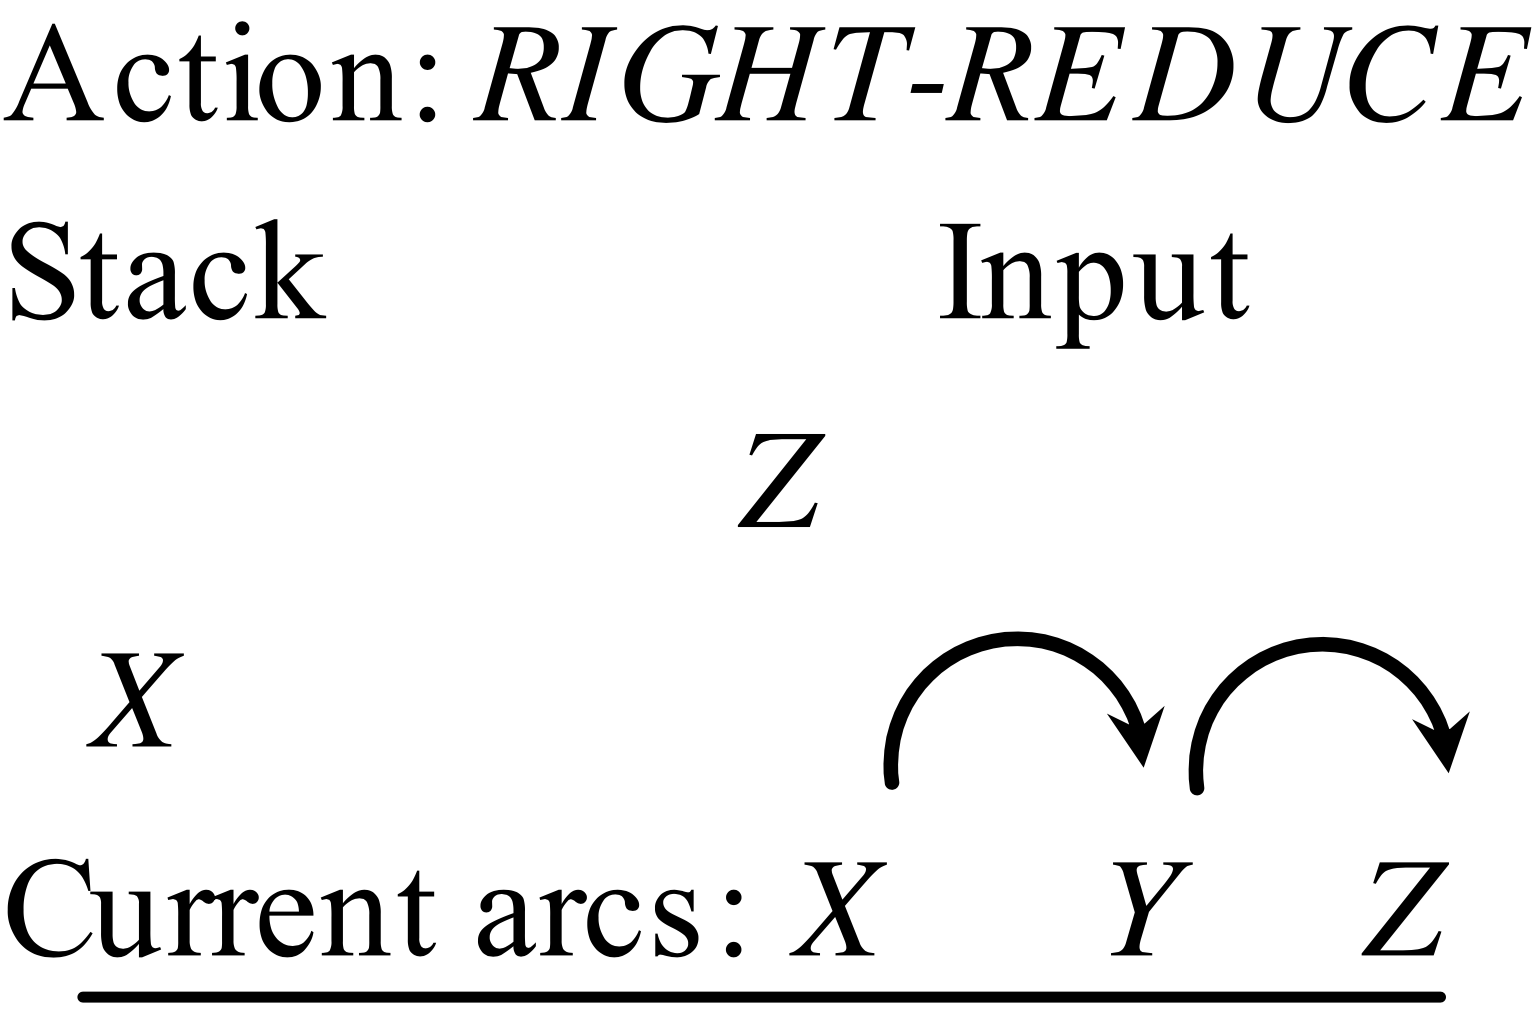 Action: RIGHT-REDUCE
Stack Input
Z
X
Current arcs: X Y Z